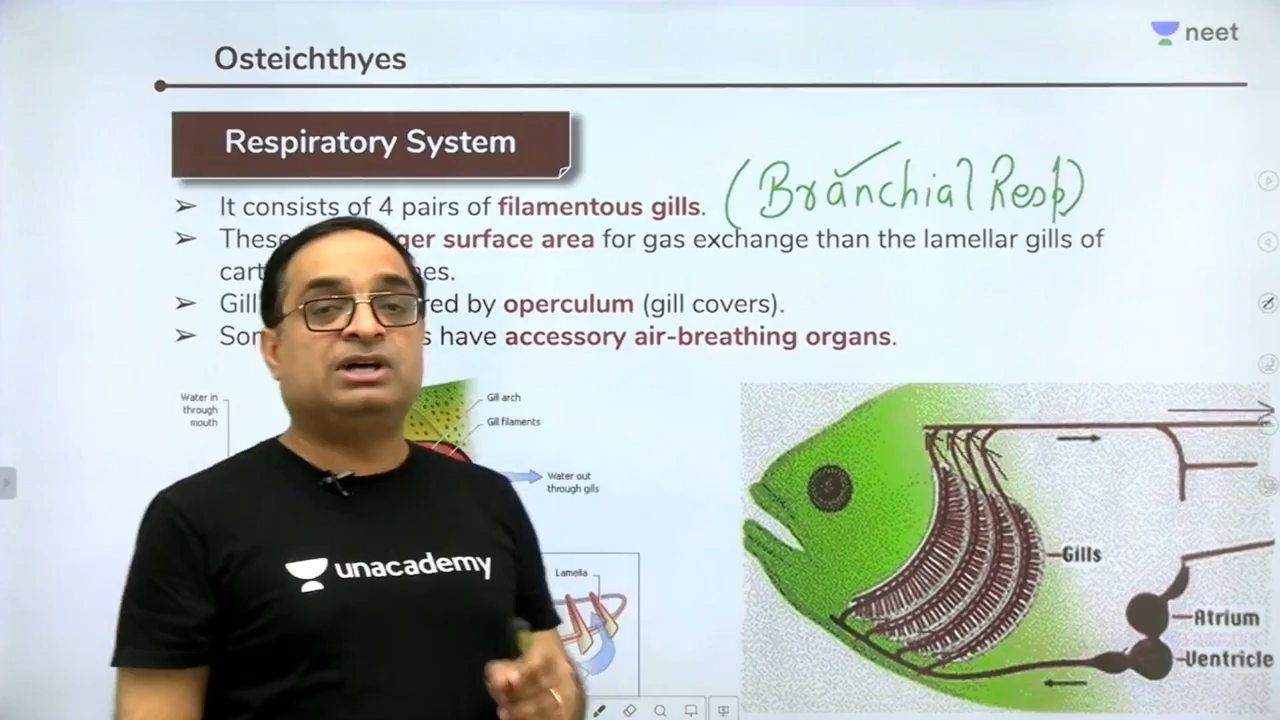 neet
Osteichthyes
Respiratory System
➢ It consists of 4 pairs of filamentous gills. (Branchial Resp)
➢ These ger surface area for gas exchange than the lamellar gills of
cart es.
➢ Gill red by operculum (gill covers).
➢ So s have accessory air-breathing organs.
Water in
through
mouth
Gill arch
Gill filaments
Water out
through gills
Lamella
Gills
Atrium
Ventricle
unacademy